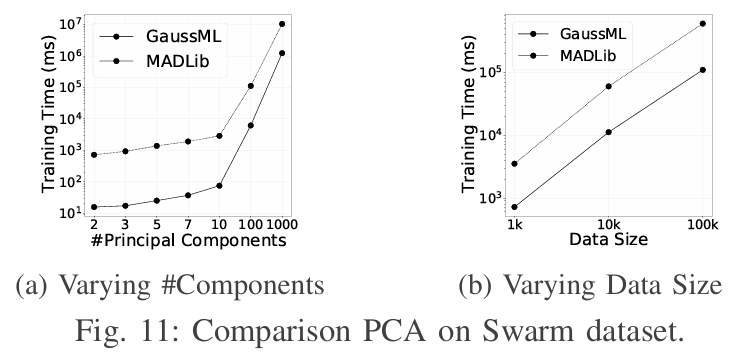 10^7
10^6
10^5
10^4
10^3
10^2
10^1
Training Time (ms)
GaussML
MADLib
2 3 5 7 10 100 1000
#Principal Components
10^5
10^4
10^3
Training Time (ms)
GaussML
MADLib
1k 10k 100k
Data Size
(a) Varying #Components
(b) Varying Data Size
Fig. 11: Comparison PCA on Swarm dataset.